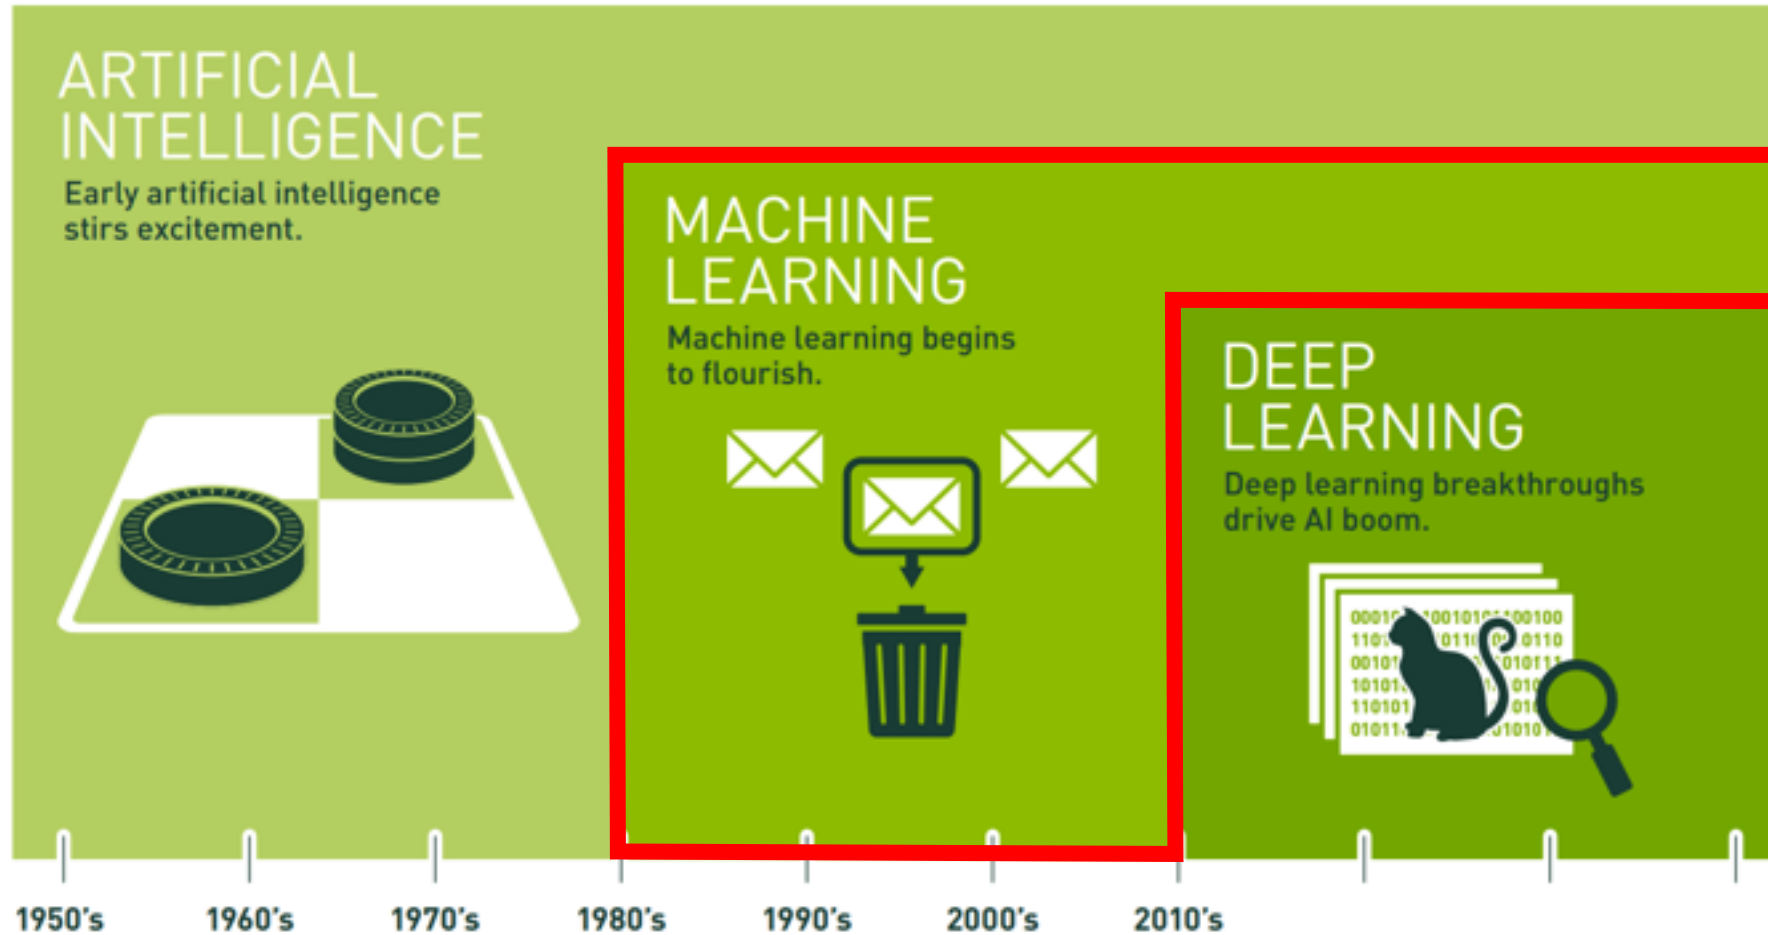 ARTIFICIAL
INTELLIGENCE
Early artificial intelligence
stirs excitement.
MACHINE
LEARNING
Machine learning begins
to flourish.
DEEP
LEARNING
Deep learning breakthroughs
drive AI boom.
1950's 1960's 1970's 1980's 1990's 2000's 2010's